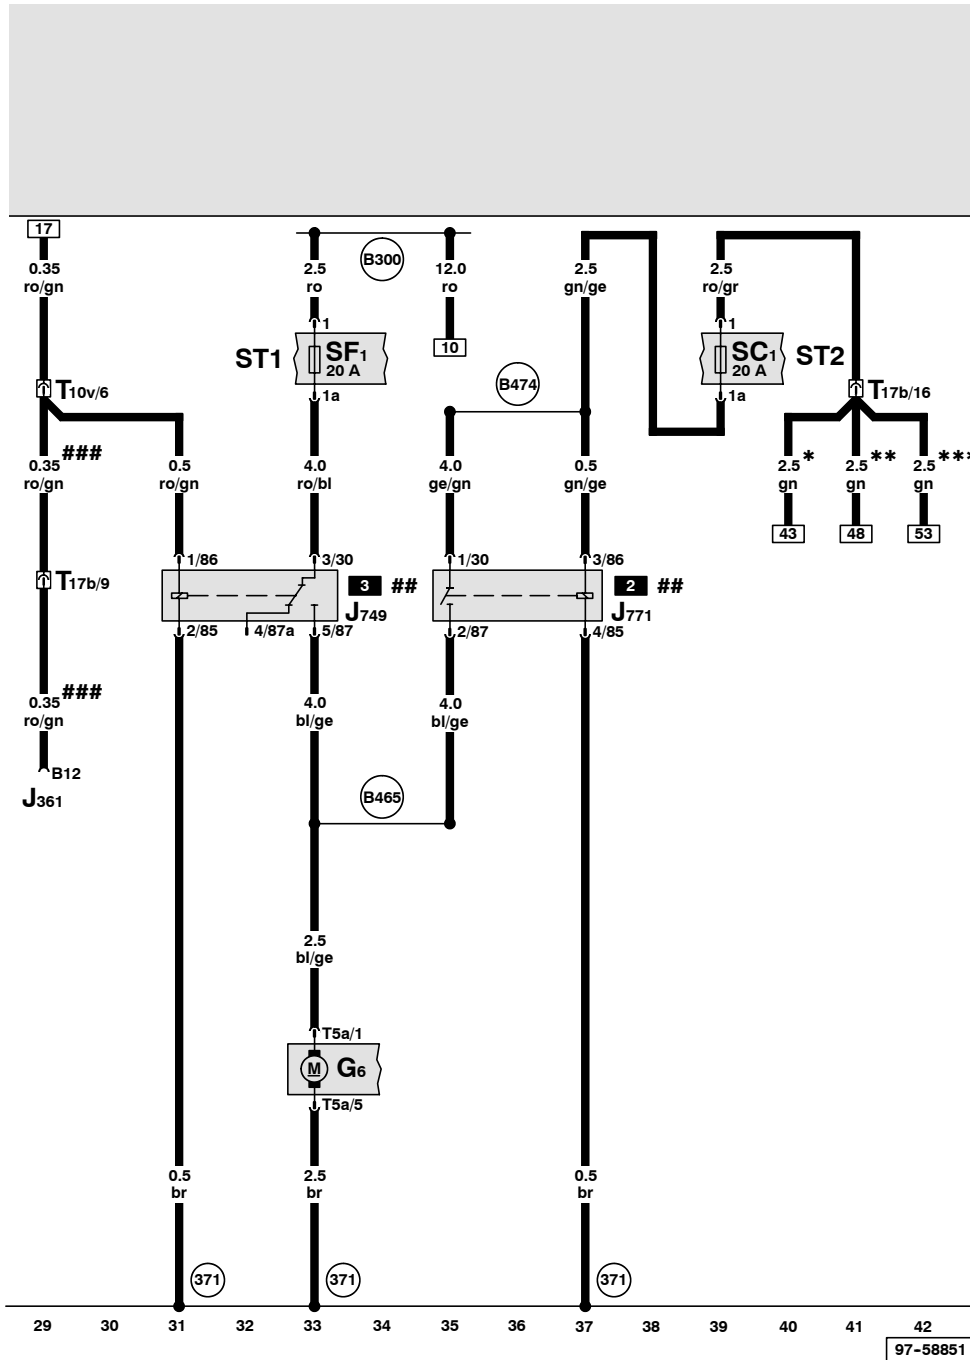 17
0.35
ro/gn
2.5
ro
B300
12.0
ro
2.5
gn/ge
2.5
ro/gr
1
1
ST1
SF1
20 A
10
SC1
20 A
ST2
T10v/6
1a
B474
1a
T17b/16
0.35 ###
ro/gn
0.5
ro/gn
4.0
ro/bl
4.0
ge/gn
0.5
gn/ge
2.5 *
gn
2.5 **
gn
2.5 ***
gn
43
48
53
T17b/9
1/86
3/30
1/30
3/86
3 ##
J749
2 ##
J771
2/85
4/87a
5/87
2/87
4/85
0.35 ###
ro/gn
4.0
bl/ge
4.0
bl/ge
B12
J361
B465
2.5
bl/ge
T5a/1
M
G6
T5a/5
0.5
br
2.5
br
0.5
br
371
371
371
29 30 31 32 33 34 35 36 37 38 39 40 41 42
97-58851